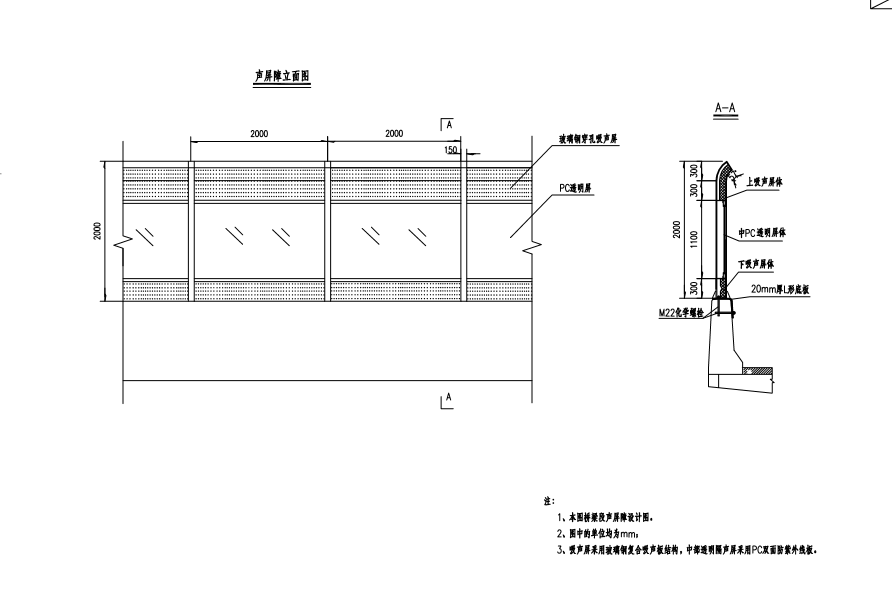 声屏障立面图
A-A
A
2000
2000
150
玻璃钢穿孔吸声屏
PC透明屏
2000
A
300
300
2000
1100
300
上吸声屏体
中PC透明屏体
下吸声屏体
20mm厚L形底板
M22化学螺栓
注：
1、本图桥梁段声屏障设计图。
2、图中的单位均为mm；
3、吸声屏采用玻璃钢复合吸声板结构，中部透明隔声屏采用PC双面防紫外线板。